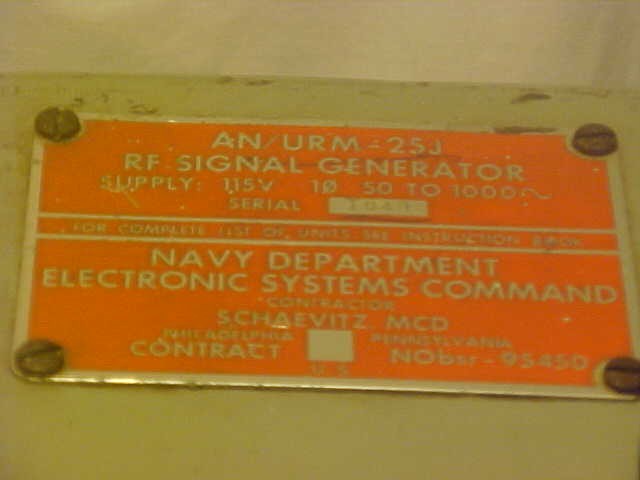 AN/URM-25J
RF SIGNAL GENERATOR
SUPPLY: 115V 1Ø 50 TO 1000~
SERIAL
FOR COMPLETE LIST OF UNITS SEE INSTRUCTION BOOK
NAVY DEPARTMENT
ELECTRONIC SYSTEMS COMMAND
CONTRACTOR
SCHAEVITZ MCD
PHILADELPHIA PENNSYLVANIA
CONTRACT NObsr-95450
U.S